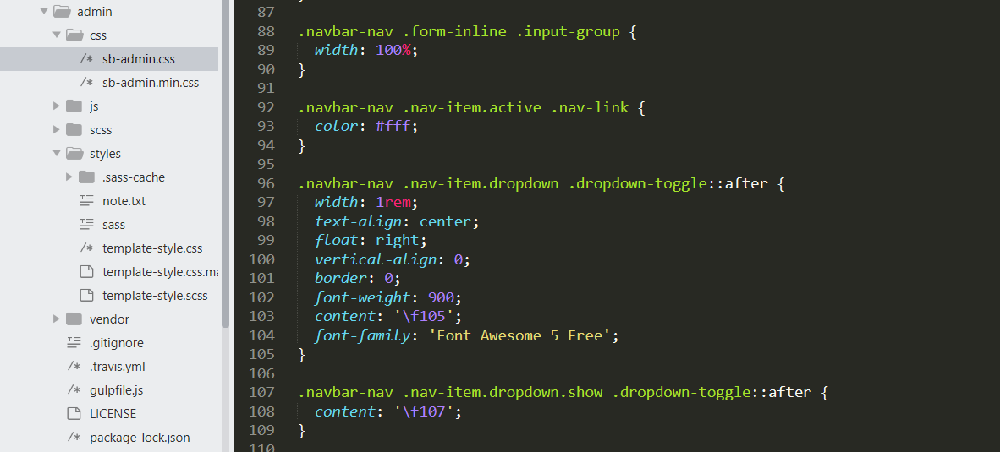 admin
css
sb-admin.css
sb-admin.min.css
js
scss
styles
.sass-cache
note.txt
sass
template-style.css
template-style.css.ma
template-style.scss
vendor
.gitignore
.travis.yml
gulpfile.js
LICENSE
package-lock.json
87
88 .navbar-nav .form-inline .input-group {
89   width: 100%;
90 }
91
92 .navbar-nav .nav-item.active .nav-link {
93   color: #fff;
94 }
95
96 .navbar-nav .nav-item.dropdown .dropdown-toggle::after {
97   width: 1rem;
98   text-align: center;
99   float: right;
100   vertical-align: 0;
101   border: 0;
102   font-weight: 900;
103   content: '\f105';
104   font-family: 'Font Awesome 5 Free';
105 }
106
107 .navbar-nav .nav-item.dropdown.show .dropdown-toggle::after {
108   content: '\f107';
109 }
110